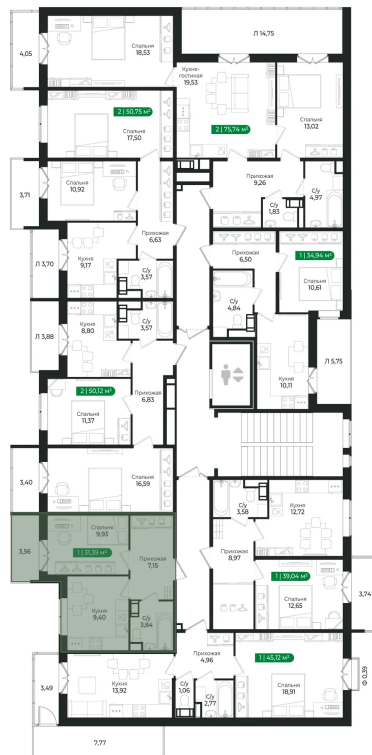 Л 14,75
4,05
Спальня
18,53
Кухня-
гостиная
19,53
2 | 50,75 м²
Спальня
17,50
2 | 75,74 м²
Спальня
13,02
3,71
Спальня
10,92
Прихожая
9,26
С/у
4,97
С/у
1,83
Прихожая
6,63
Л 3,70
Кухня
9,17
С/у
3,57
Прихожая
6,50
1 | 34,94 м²
Спальня
10,61
С/у
4,84
Л 3,88
Кухня
8,80
С/у
3,57
Кухня
10,11
Л 5,75
2 | 50,12 м²
Спальня
11,37
Прихожая
6,83
3,40
Спальня
16,59
С/у
3,58
Кухня
12,72
3,56
Спальня
9,93
1 | 31,39 м²
Прихожая
7,15
Прихожая
8,97
1 | 39,04 м²
Спальня
12,65
3,74
Кухня
9,40
С/у
3,84
Прихожая
4,96
1 | 45,12 м²
Ф 0,39
3,49
Кухня
13,92
С/у
1,06
С/у
2,77
Спальня
18,91
7,77